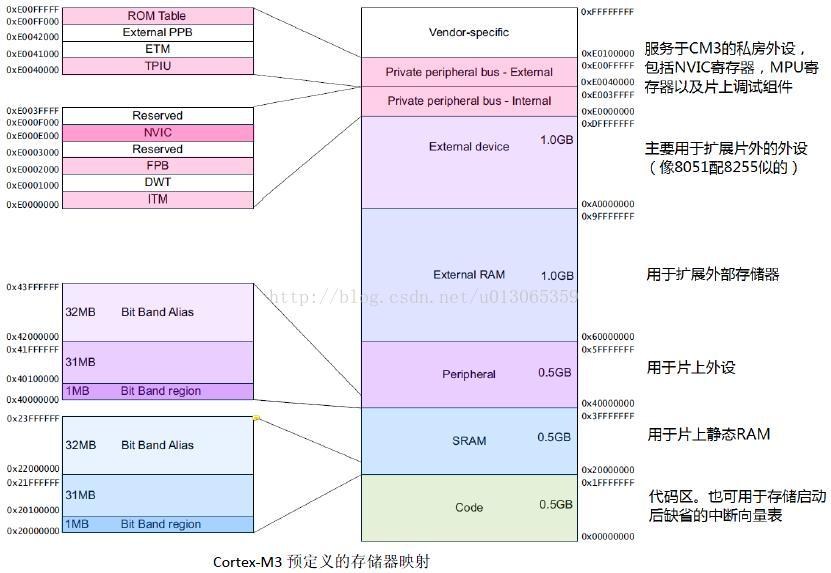 0xE00FFFFF
ROM Table
0xE00FF000
External PPB
0xE0042000
ETM
0xE0041000
TPIU
0xE0040000
0xE003FFFF
Reserved
0xE000F000
NVIC
0xE000E000
Reserved
0xE0003000
FPB
0xE0002000
DWT
0xE0001000
ITM
0xE0000000
0x43FFFFFF
32MB Bit Band Alias
0x42000000
0x41FFFFFF
31MB
0x40100000
1MB Bit Band region
0x40000000
0x23FFFFFF
32MB Bit Band Alias
0x22000000
0x21FFFFFF
31MB
0x20100000
1MB Bit Band region
0x20000000
0xFFFFFFFF
Vendor-specific
0xE0100000
0xE00FFFFF
Private peripheral bus - External
0xE0040000
0xE003FFFF
Private peripheral bus - Internal
0xE0000000
0xDFFFFFFF
External device 1.0GB
0xA0000000
0x9FFFFFFF
External RAM 1.0GB
http://blog.csdn.net/u013065359
0x60000000
0x5FFFFFFF
Peripheral 0.5GB
0x40000000
0x3FFFFFFF
SRAM 0.5GB
0x20000000
0x1FFFFFFF
Code 0.5GB
0x00000000
服务于CM3的私房外设，
包括NVIC寄存器，MPU寄
存器以及片上调试组件
主要用于扩展片外的外设
（像8051配8255似的）
用于扩展外部存储器
用于片上外设
用于片上静态RAM
代码区。也可用于存储启动
后缺省的中断向量表
Cortex-M3 预定义的存储器映射